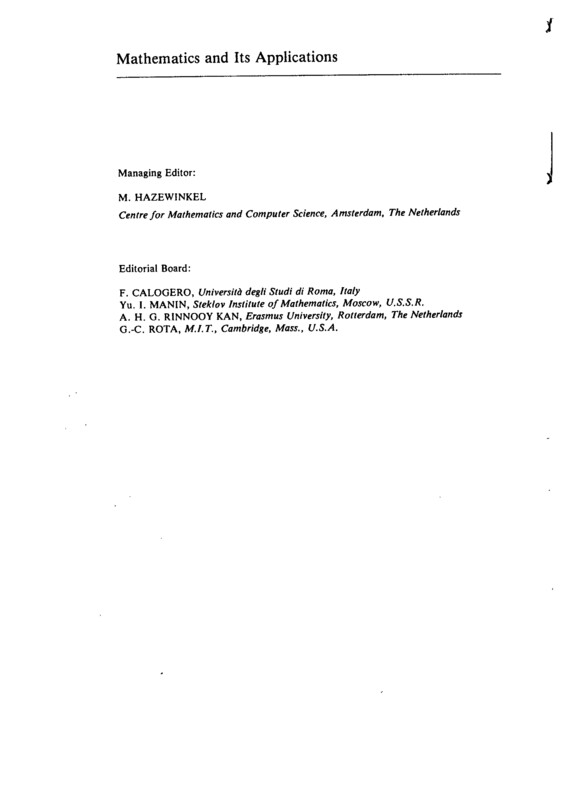 Mathematics and Its Applications
Managing Editor:
M. HAZEWINKEL
Centre for Mathematics and Computer Science, Amsterdam, The Netherlands
Editorial Board:
F. CALOGERO, Università degli Studi di Roma, Italy
Yu. I. MANIN, Steklov Institute of Mathematics, Moscow, U.S.S.R.
A. H. G. RINNOOY KAN, Erasmus University, Rotterdam, The Netherlands
G.-C. ROTA, M.I.T., Cambridge, Mass., U.S.A.